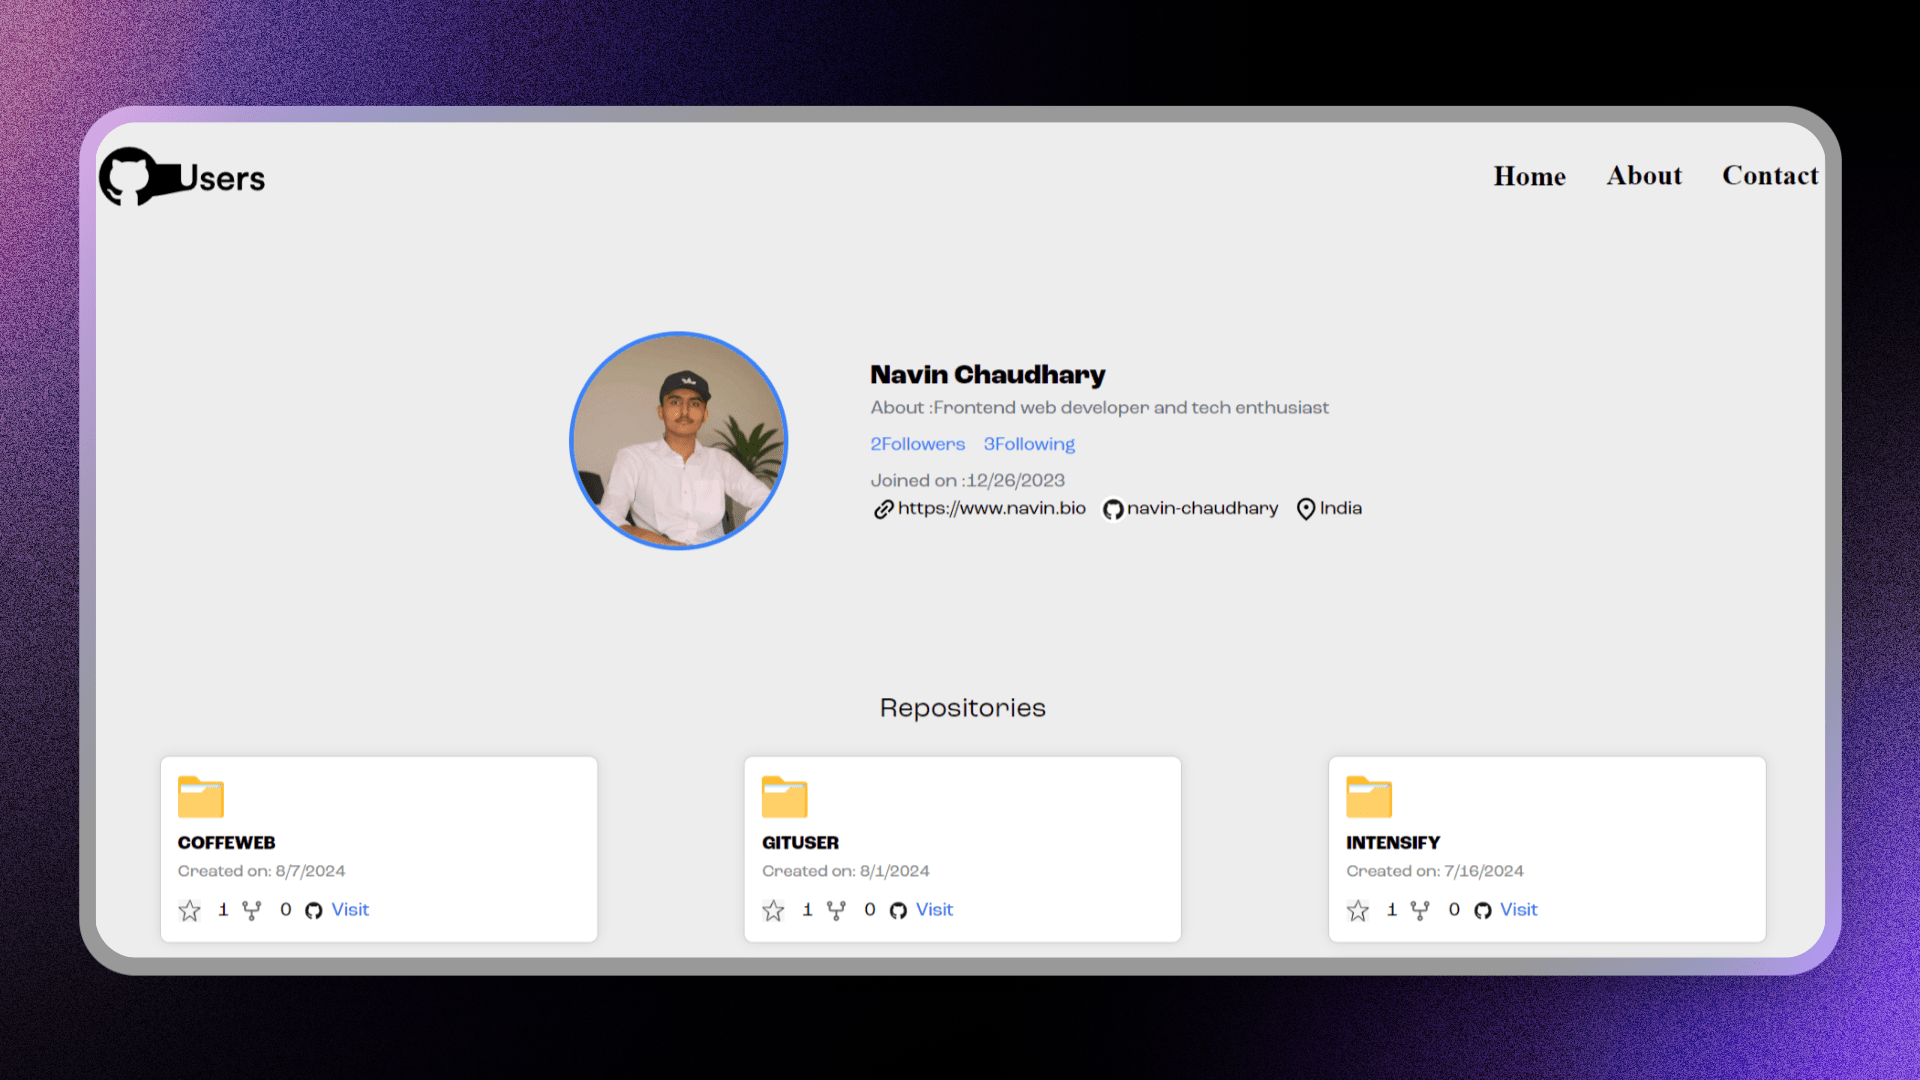 Users
Home About Contact
Navin Chaudhary
About :Frontend web developer and tech enthusiast
2Followers 3Following
Joined on :12/26/2023
https://www.navin.bio navin-chaudhary India
Repositories
COFFEWEB
Created on: 8/7/2024
1 0 Visit
GITUSER
Created on: 8/1/2024
1 0 Visit
INTENSIFY
Created on: 7/16/2024
1 0 Visit